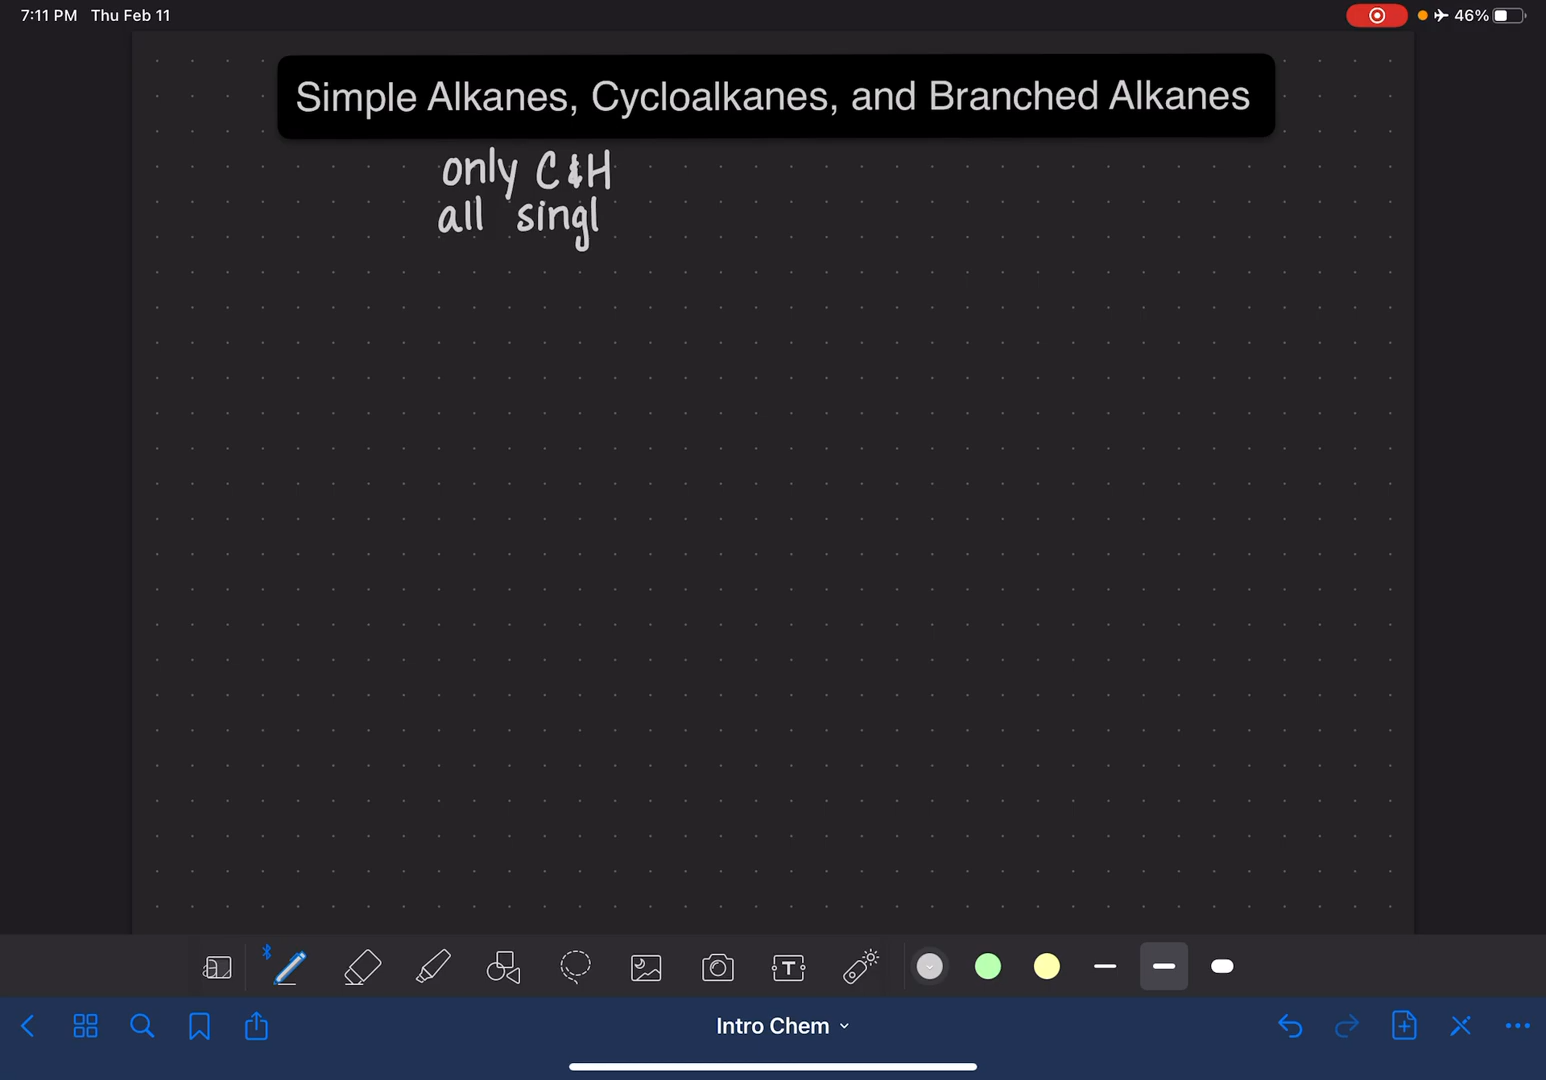 7:11 PM Thu Feb 11 46%
Simple Alkanes, Cycloalkanes, and Branched Alkanes
only C & H
all singl
T
Intro Chem